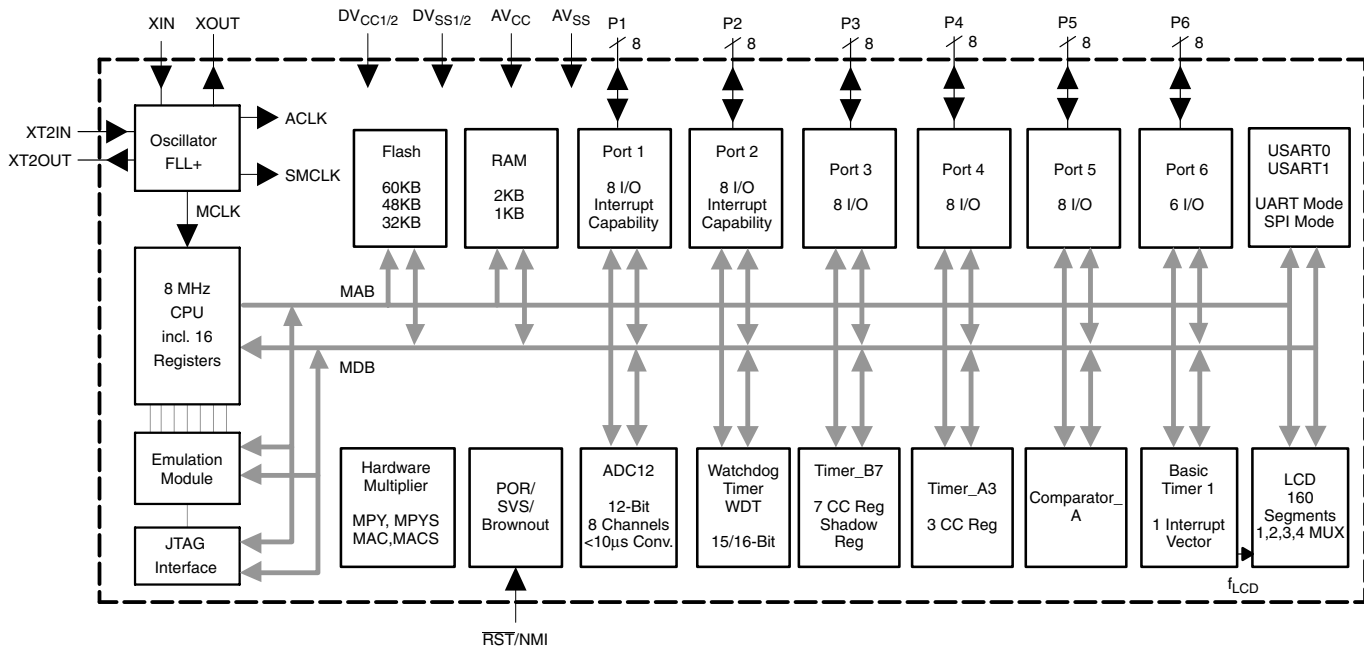 XIN
XOUT
DVCC1/2
DVSS1/2
AVCC
AVSS
P1
8
P2
8
P3
8
P4
8
P5
8
P6
8
XT2IN
XT2OUT
Oscillator
FLL+
ACLK
SMCLK
MCLK
Flash
60KB
48KB
32KB
RAM
2KB
1KB
Port 1
8 I/O
Interrupt
Capability
Port 2
8 I/O
Interrupt
Capability
Port 3
8 I/O
Port 4
8 I/O
Port 5
8 I/O
Port 6
6 I/O
USART0
USART1
UART Mode
SPI Mode
8 MHz
CPU
incl. 16
Registers
MAB
MDB
Emulation
Module
JTAG
Interface
Hardware
Multiplier
MPY, MPYS
MAC,MACS
POR/
SVS/
Brownout
ADC12
12-Bit
8 Channels
<10μs Conv.
Watchdog
Timer
WDT
15/16-Bit
Timer_B7
7 CC Reg
Shadow
Reg
Timer_A3
3 CC Reg
Comparator_
A
Basic
Timer 1
1 Interrupt
Vector
LCD
160
Segments
1,2,3,4 MUX
fLCD
RST/NMI